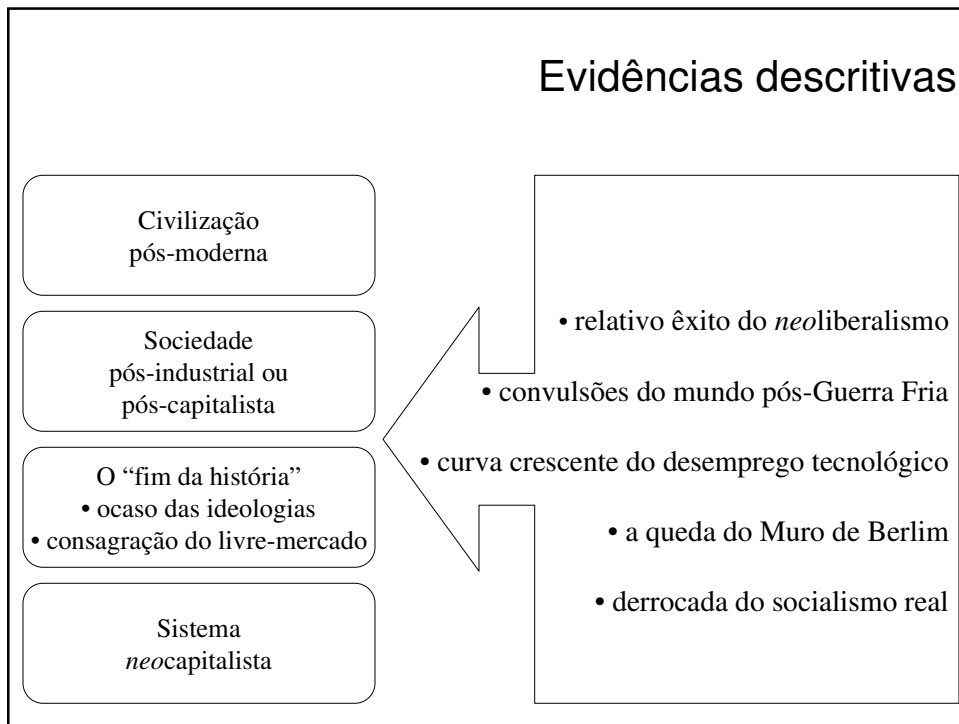 Evidências descritivas
Civilização
pós-moderna
Sociedade
pós-industrial ou
pós-capitalista
O “fim da história”
• ocaso das ideologias
• consagração do livre-mercado
Sistema
neocapitalista
• relativo êxito do neoliberalismo
• convulsões do mundo pós-Guerra Fria
• curva crescente do desemprego tecnológico
• a queda do Muro de Berlim
• derrocada do socialismo real